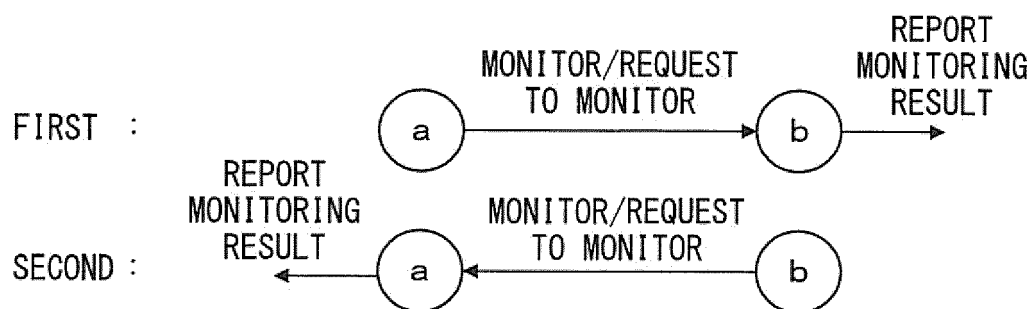 REPORT
MONITORING
RESULT
MONITOR/REQUEST
TO MONITOR
FIRST :
a
b
REPORT
MONITORING
RESULT
MONITOR/REQUEST
TO MONITOR
SECOND :
a
b